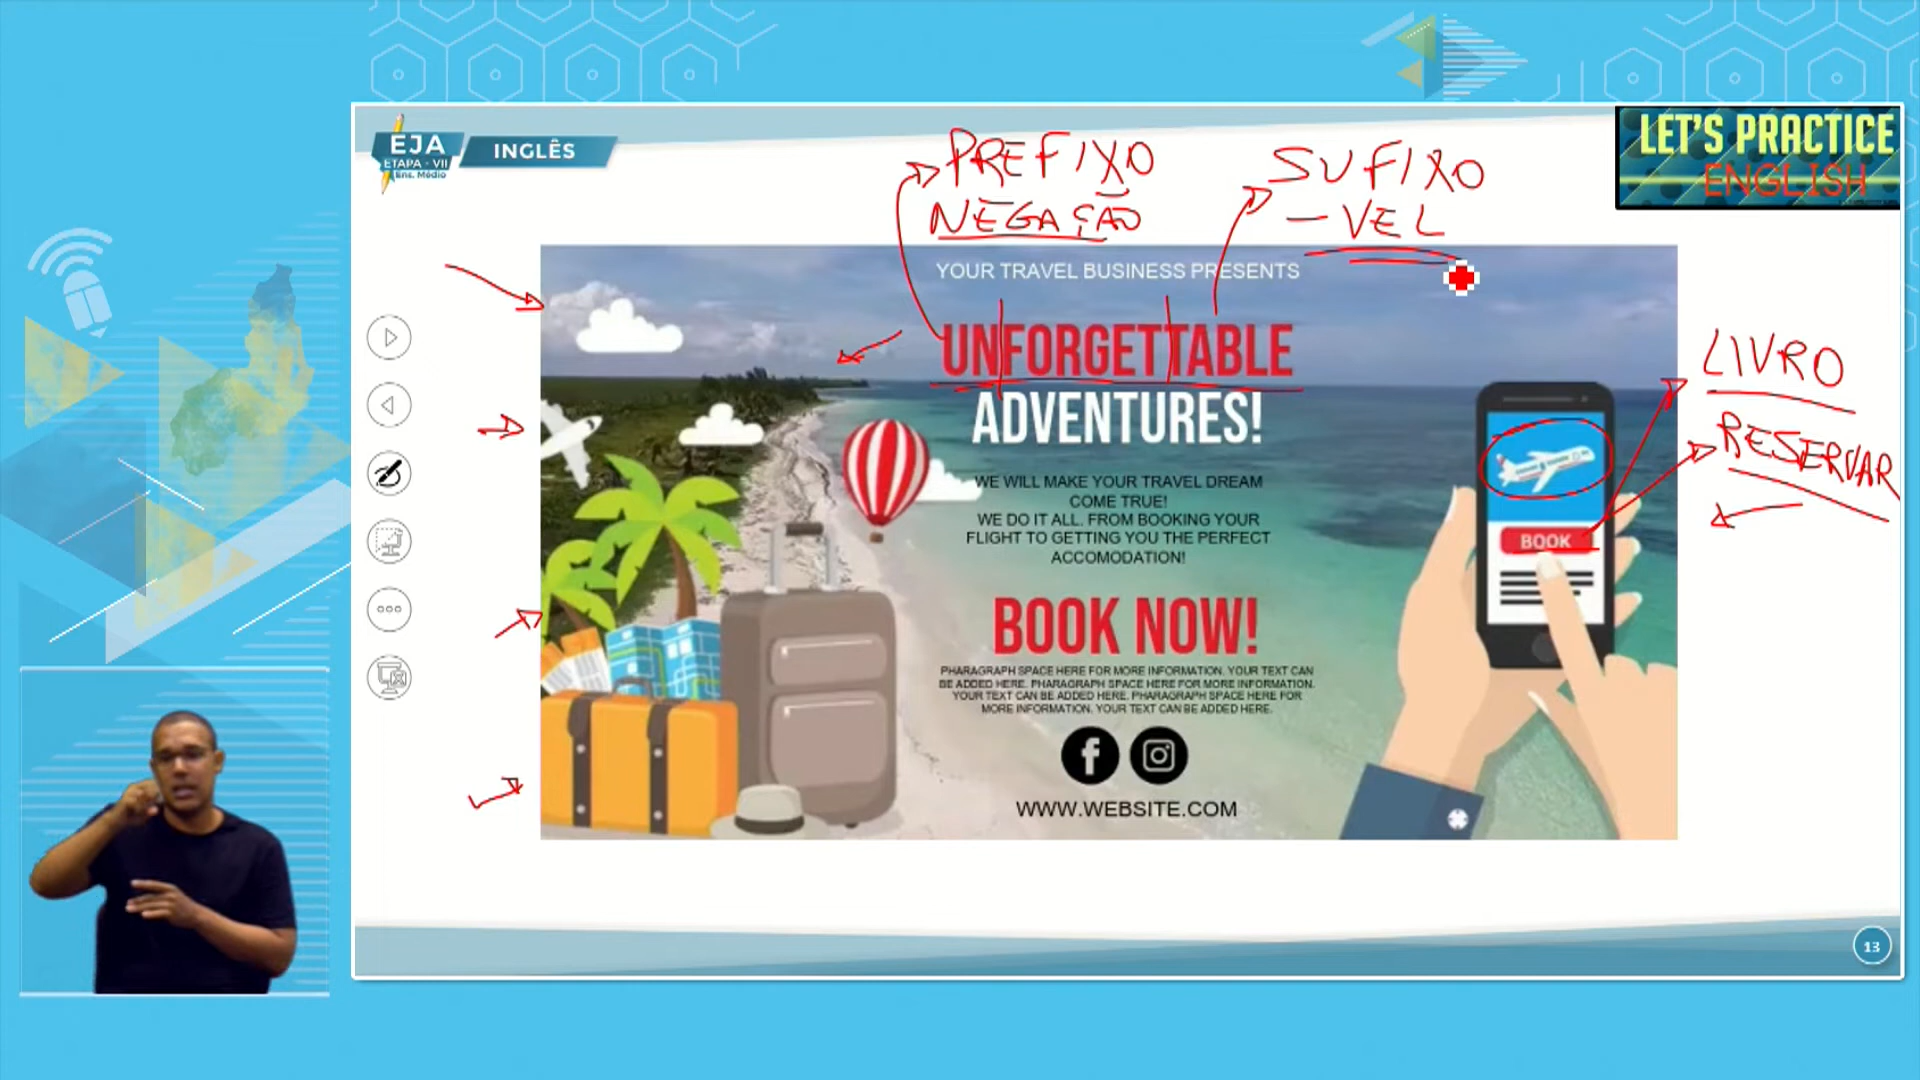 EJA
ETAPA - VII
Ens. Médio
INGLÊS
LET'S PRACTICE
ENGLISH
PREFIXO
NEGAÇÃO
SUFIXO
- VEL
YOUR TRAVEL BUSINESS PRESENTS
UNFORGETTABLE
ADVENTURES!
WE WILL MAKE YOUR TRAVEL DREAM
COME TRUE!
WE DO IT ALL. FROM BOOKING YOUR
FLIGHT TO GETTING YOU THE PERFECT
ACCOMODATION!
BOOK NOW!
PHARAGRAPH SPACE HERE FOR MORE INFORMATION. YOUR TEXT CAN
BE ADDED HERE. PHARAGRAPH SPACE HERE FOR MORE INFORMATION.
YOUR TEXT CAN BE ADDED HERE. PHARAGRAPH SPACE HERE FOR
MORE INFORMATION. YOUR TEXT CAN BE ADDED HERE.
WWW.WEBSITE.COM
BOOK
LIVRO
RESERVAR
13